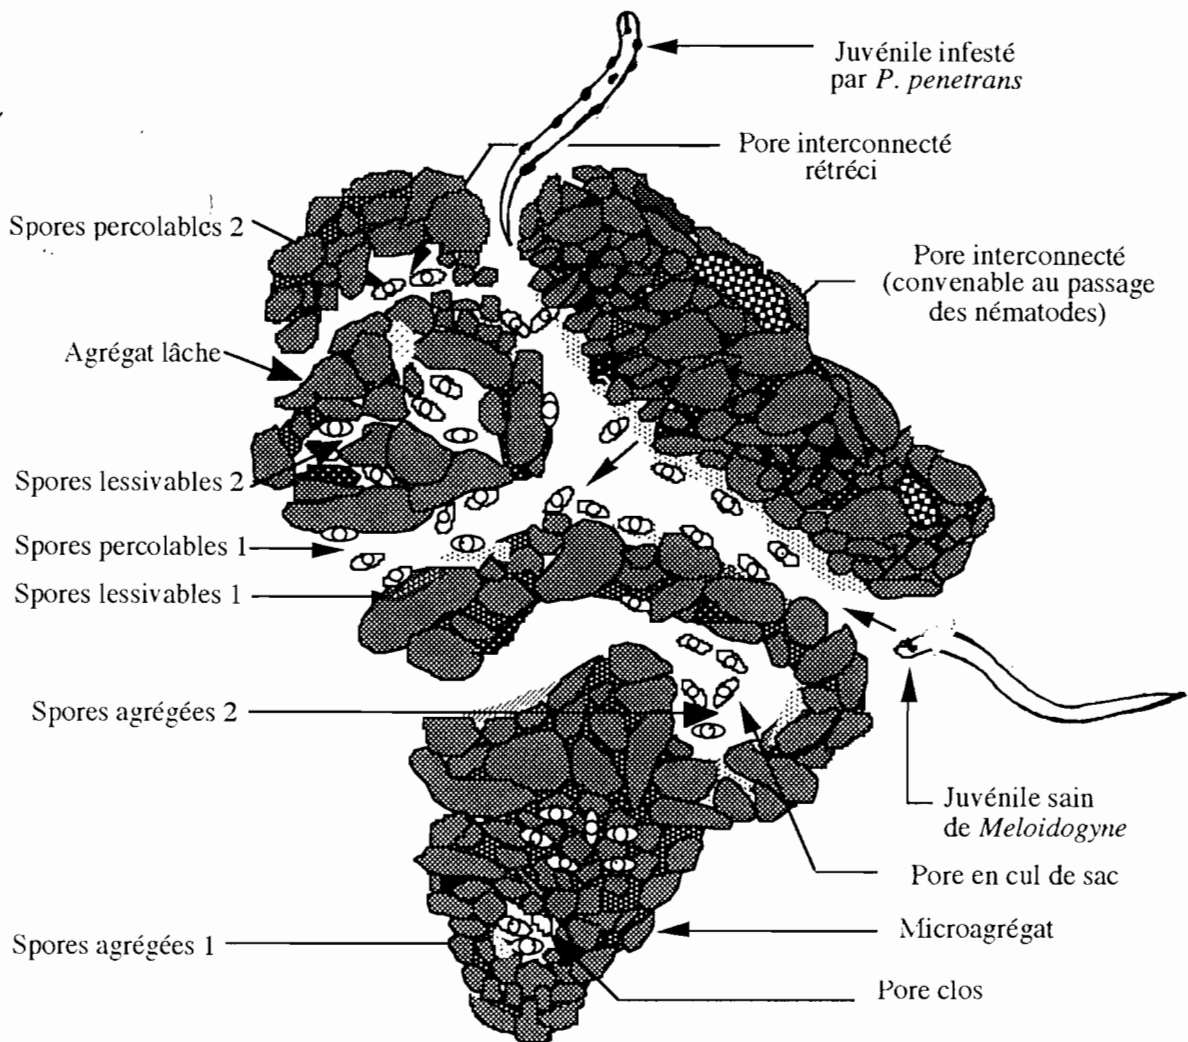 Juvénile infesté
par P. penetrans
Pore interconnecté
rétréci
Spores percolables 2
Pore interconnecté
(convenable au passage
des nématodes)
Agrégat lâche
Spores lessivables 2
Spores percolables 1
Spores lessivables 1
Spores agrégées 2
Juvénile sain
de Meloidogyne
Pore en cul de sac
Microagrégat
Spores agrégées 1
Pore clos